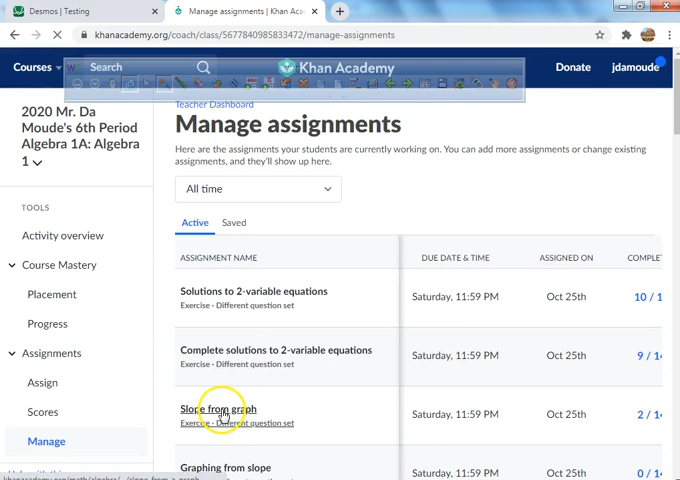 Desmos | Testing
Manage assignments | Khan Acade
khanacademy.org/coach/class/5677840985833472/manage-assignments
Courses
Search
Khan Academy
Donate
jdamoude
2020 Mr. Da
Moude's 6th Period
Algebra 1A: Algebra
1
TOOLS
Activity overview
Course Mastery
Placement
Progress
Assignments
Assign
Scores
Manage
Teacher Dashboard
Manage assignments
Here are the assignments your students are currently working on. You can add more assignments or change existing
assignments, and they'll show up here.
All time
Active Saved
ASSIGNMENT NAME DUE DATE & TIME ASSIGNED ON COMPLET
Solutions to 2-variable equations
Exercise · Different question set
Saturday, 11:59 PM Oct 25th 10 / 1
Complete solutions to 2-variable equations
Exercise · Different question set
Saturday, 11:59 PM Oct 25th 9 / 14
Slope from graph
Exercise · Different question set
Saturday, 11:59 PM Oct 25th 2 / 14
Graphing from slope
Saturday, 11:59 PM Oct 25th 0 / 14